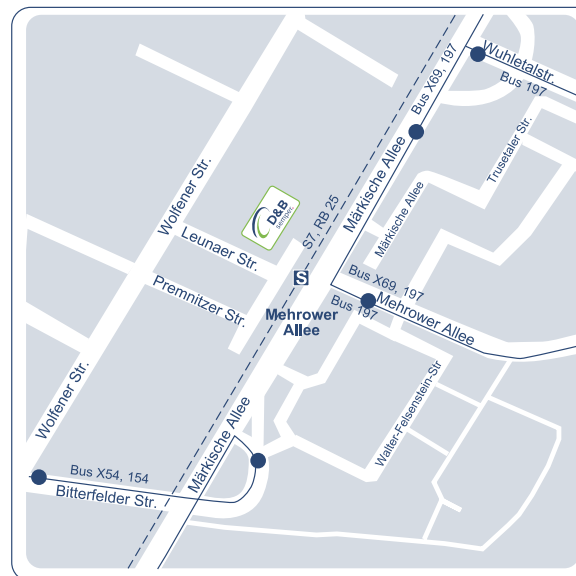 Wuhletalstr.
Bus 197
Bus X69, 197
Märkische Allee
Trusetaler Str.
Märkische Allee
Wolfener Str.
D&B
semper.
S7, RB 25
Leunaer Str.
Premnitzer Str.
S
Mehrower
Allee
Bus X69, 197
Bus 197
Mehrower Allee
Wolfener Str.
Märkische Allee
Walter-Felsenstein-Str
Bus X54, 154
Bitterfelder Str.